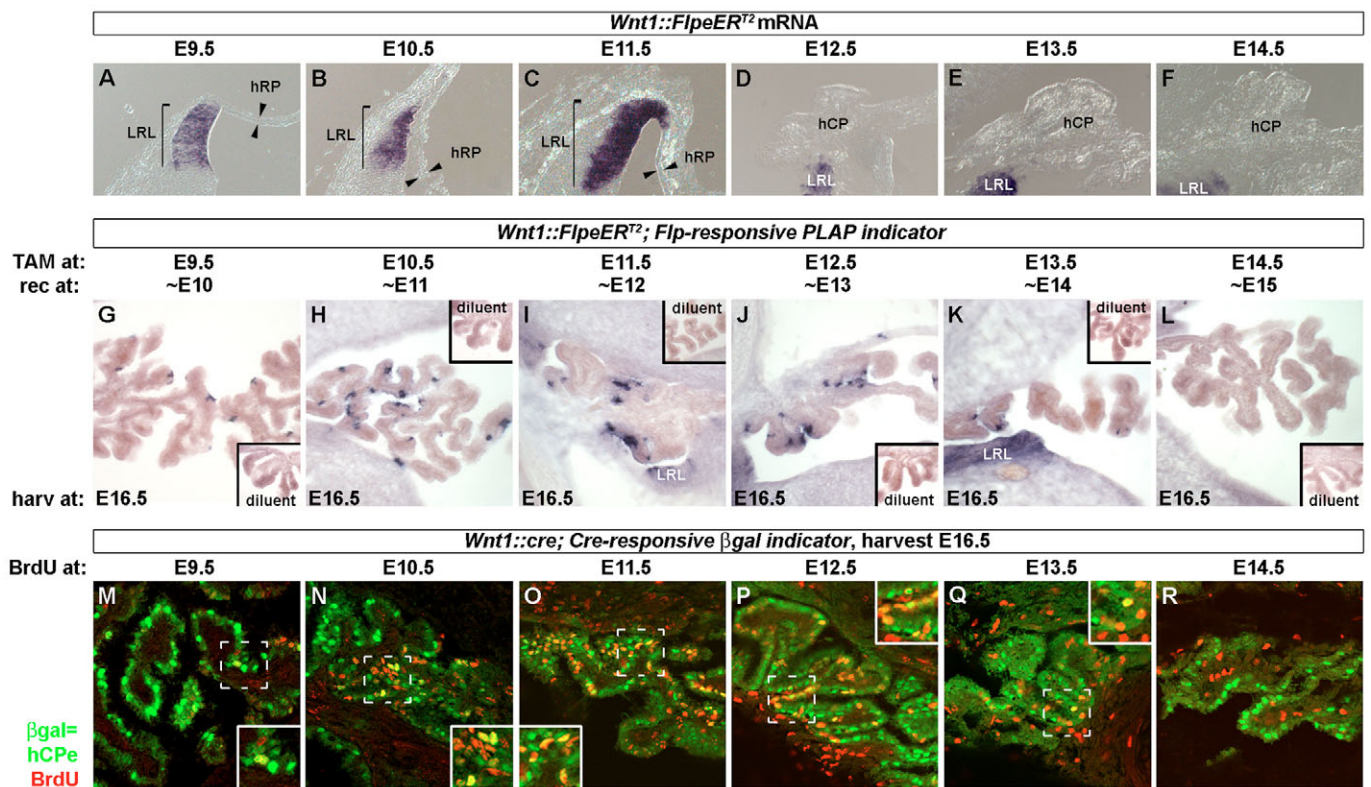 Wnt1::FlpeER^T2 mRNA
E9.5 E10.5 E11.5 E12.5 E13.5 E14.5
A hRP LRL
B LRL hRP
C LRL hRP
D hCP LRL
E hCP LRL
F hCP LRL
Wnt1::FlpeER^T2; Flp-responsive PLAP indicator
TAM at: E9.5 E10.5 E11.5 E12.5 E13.5 E14.5
rec at: ~E10 ~E11 ~E12 ~E13 ~E14 ~E15
G diluent
H diluent
I diluent LRL
J diluent
K diluent LRL
L diluent
harv at: E16.5 E16.5 E16.5 E16.5 E16.5 E16.5
Wnt1::cre; Cre-responsive βgal indicator, harvest E16.5
BrdU at: E9.5 E10.5 E11.5 E12.5 E13.5 E14.5
M N O P Q R
βgal=
hCPe
BrdU